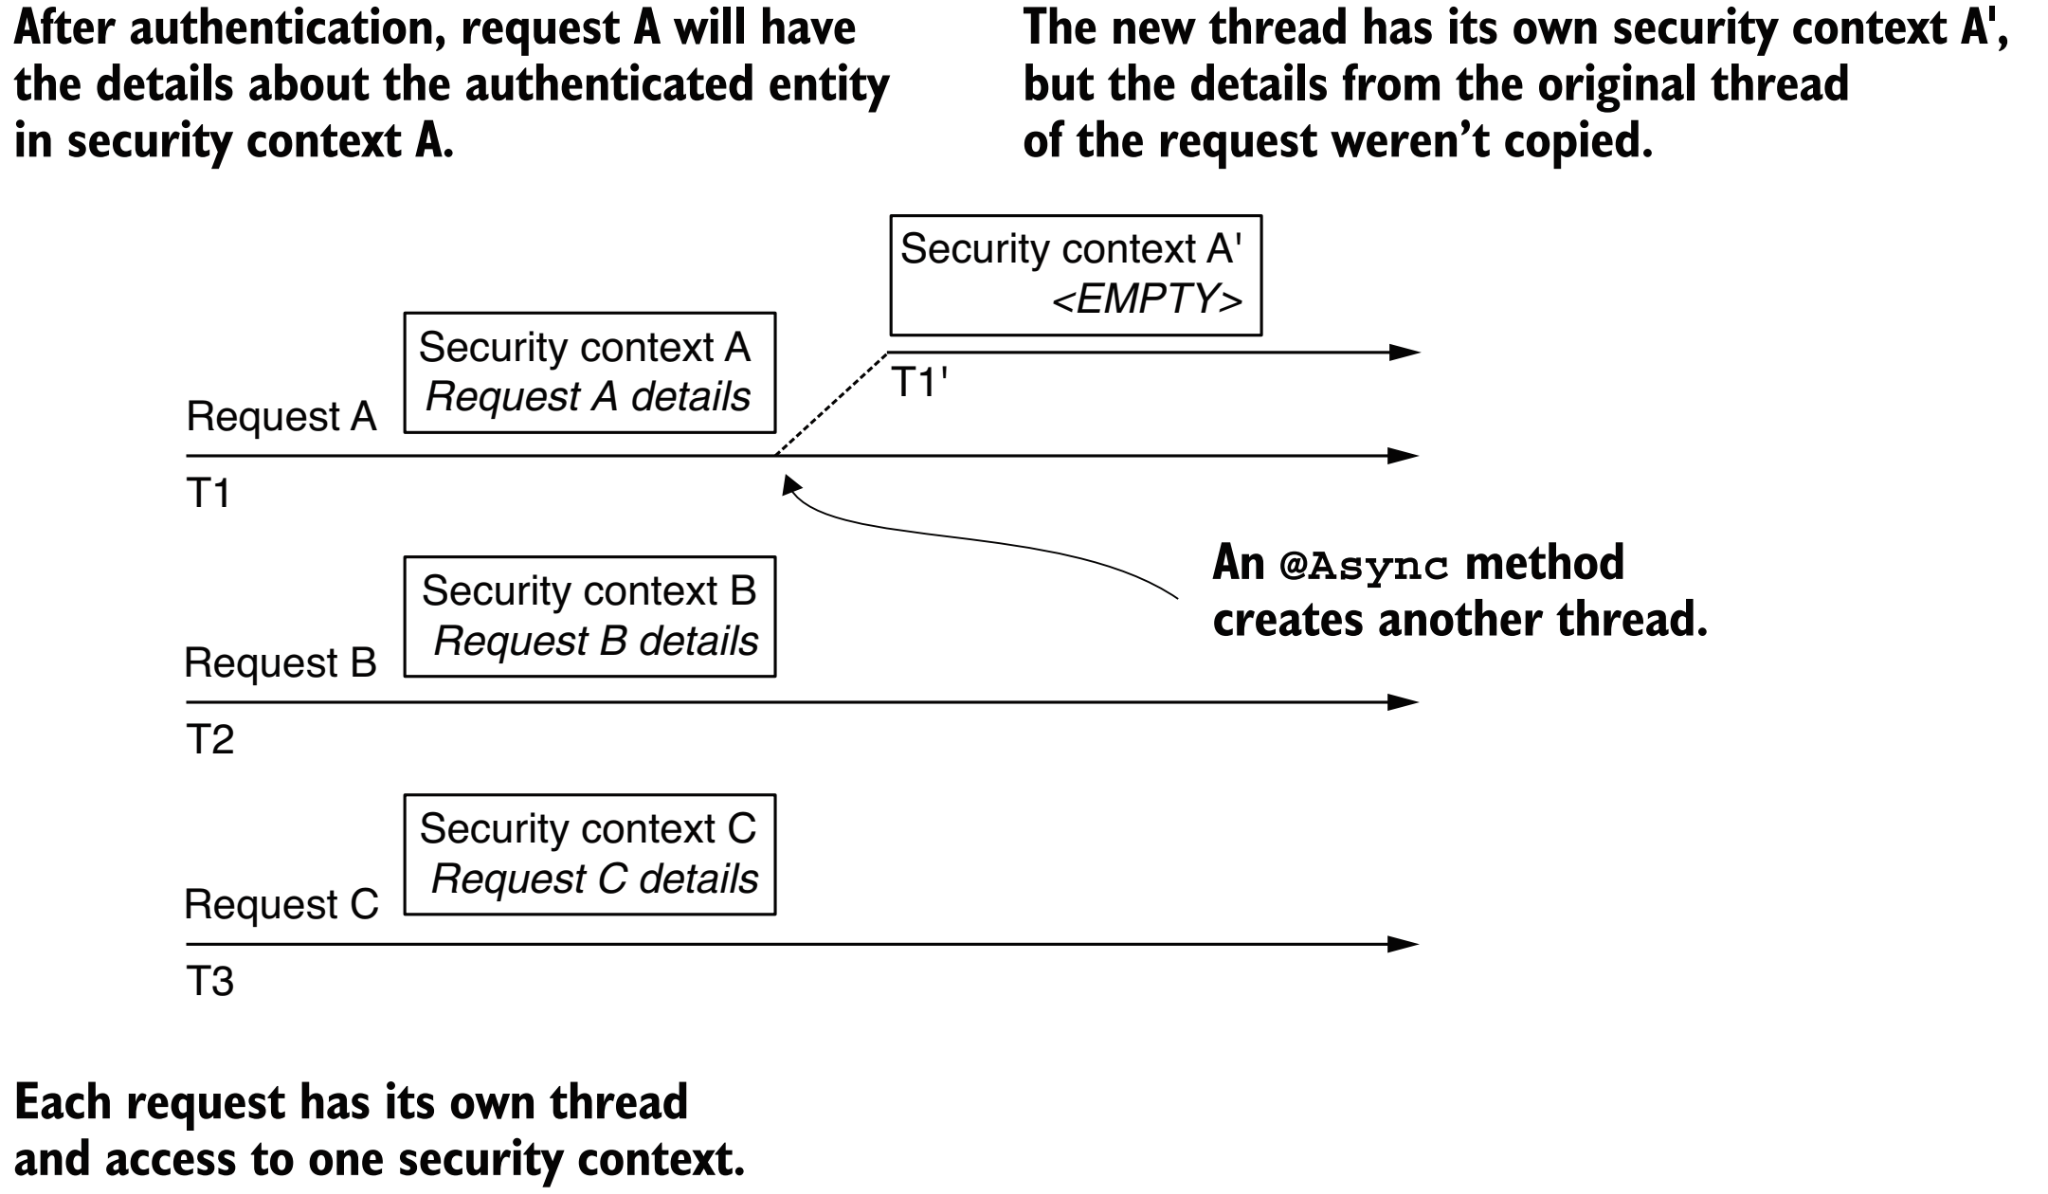 After authentication, request A will have
the details about the authenticated entity
in security context A.
The new thread has its own security context A',
but the details from the original thread
of the request weren’t copied.
Security context A'
<EMPTY>
T1'
Security context A
Request A details
Request A
T1
An @Async method
creates another thread.
Security context B
Request B details
Request B
T2
Security context C
Request C details
Request C
T3
Each request has its own thread
and access to one security context.